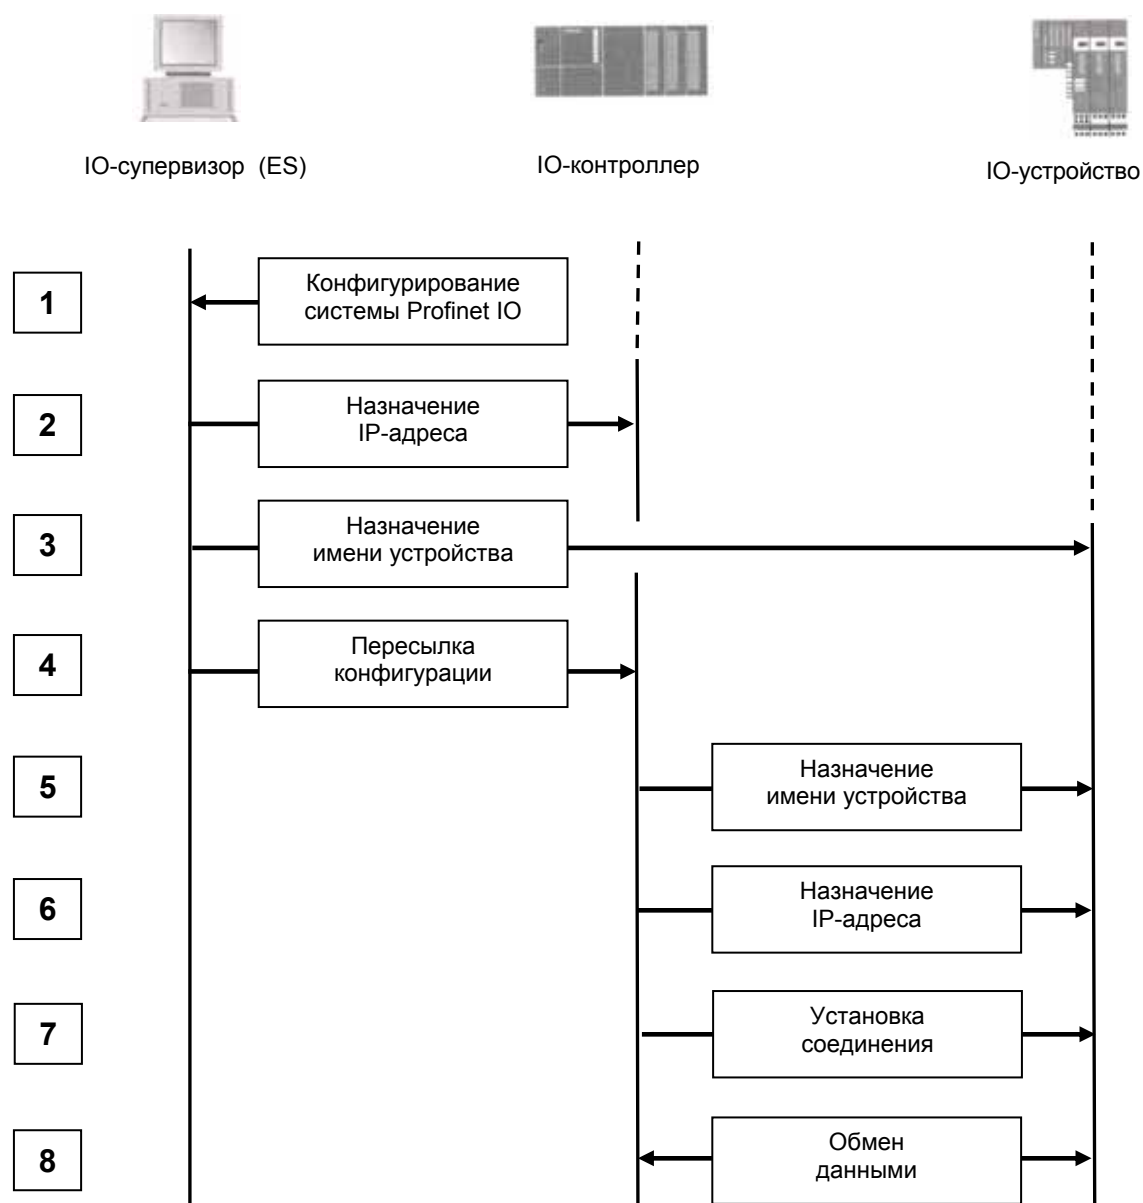 IO-супервизор (ES)
IO-контроллер
IO-устройство
1
Конфигурирование
системы Profinet IO
2
Назначение
IP-адреса
3
Назначение
имени устройства
4
Пересылка
конфигурации
5
Назначение
имени устройства
6
Назначение
IP-адреса
7
Установка
соединения
8
Обмен
данными